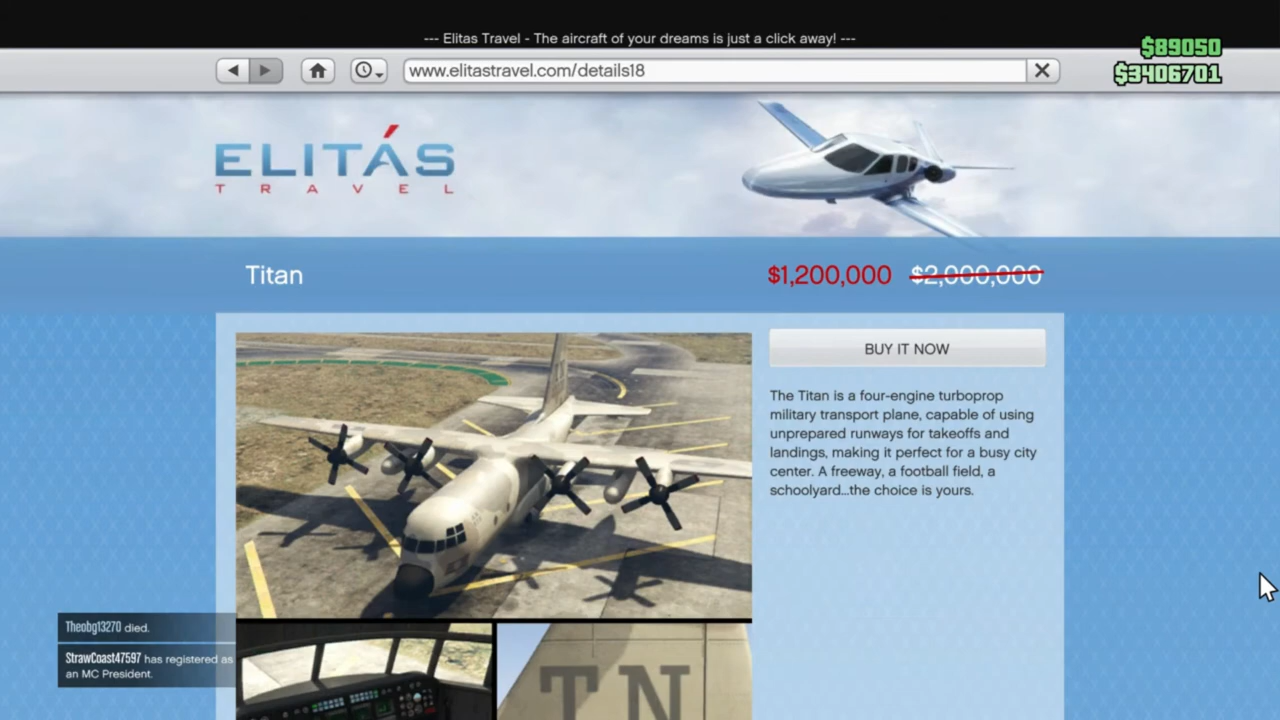 --- Elitas Travel - The aircraft of your dreams is just a click away! ---
$89050
www.elitastravel.com/details18
$3406701
ELITÁS
TRAVEL
Titan
$1,200,000 $2,000,000
BUY IT NOW
The Titan is a four-engine turboprop
military transport plane, capable of using
unprepared runways for takeoffs and
landings, making it perfect for a busy city
center. A freeway, a football field, a
schoolyard...the choice is yours.
Theobg13270 died.
StrawCoast47597 has registered as
an MC President.
TN